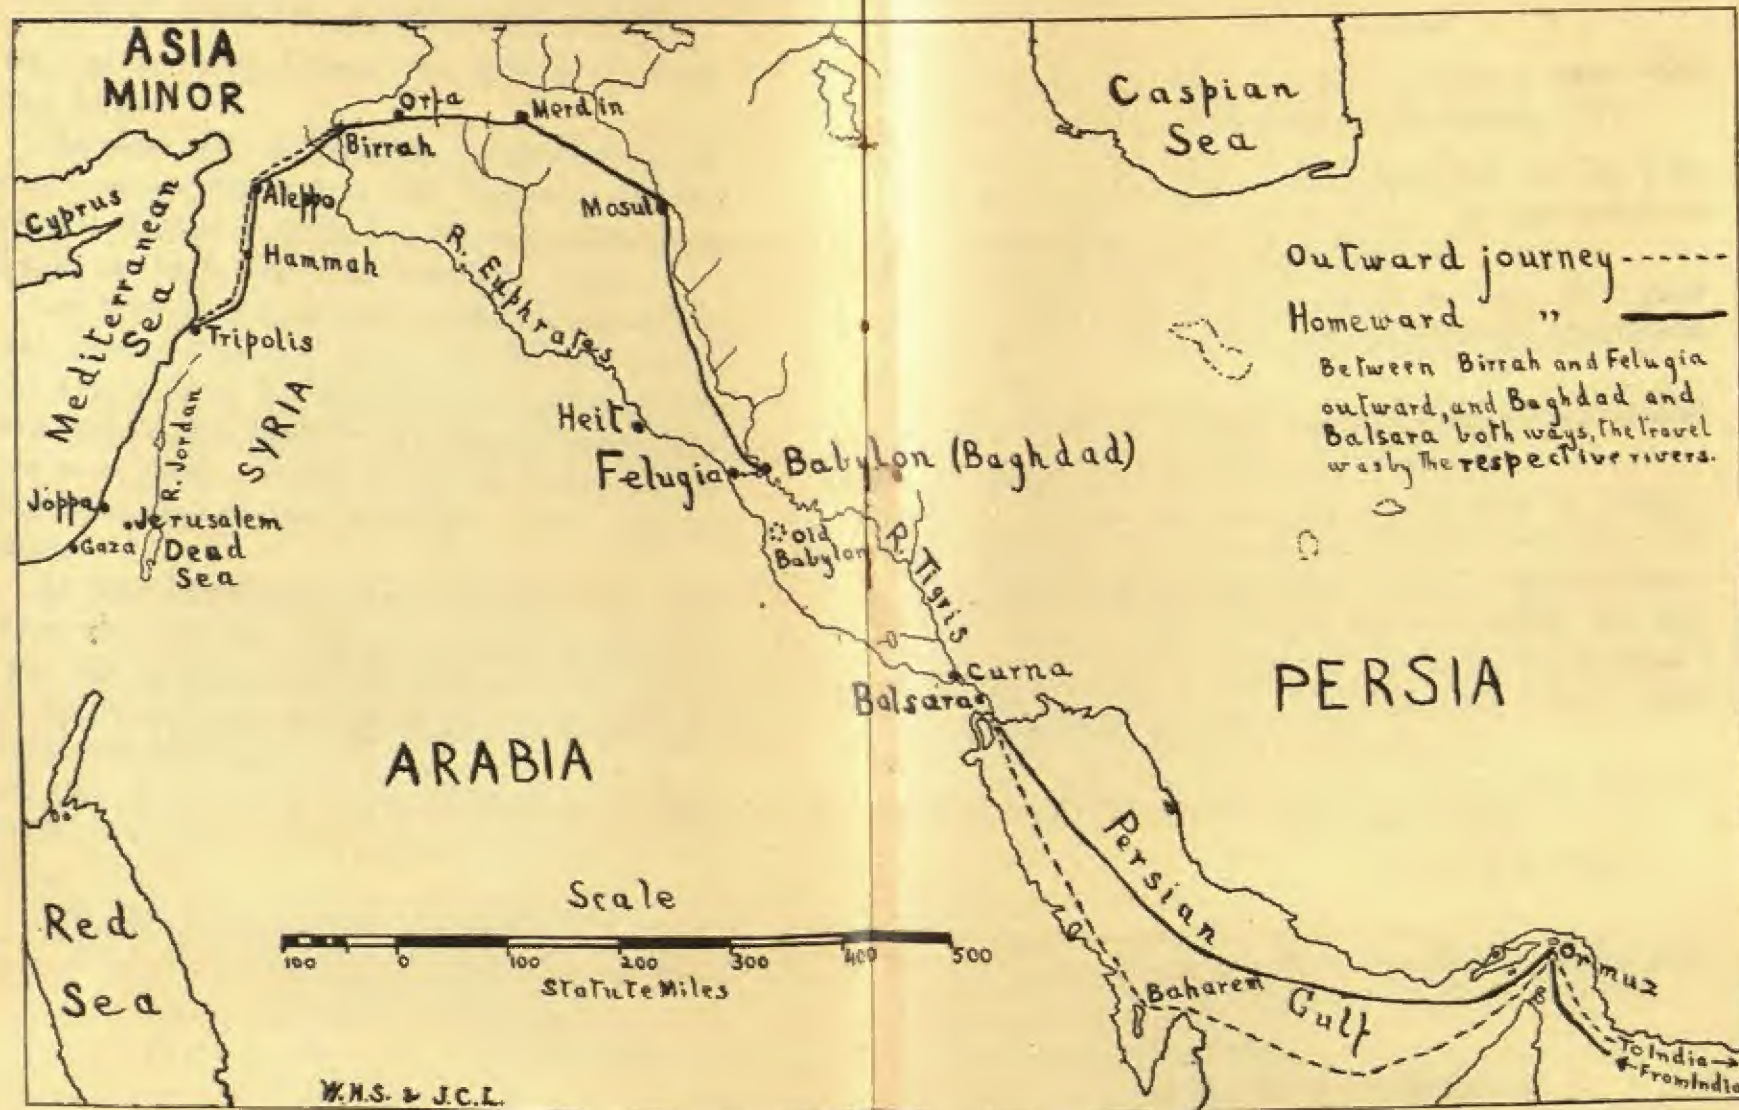 ASIA
MINOR
Orfa
Merdin
Birrah
Caspian
Sea
Cyprus
Aleppo
Mosul
Mediterranean
Sea
Hammah
R. Euphrates
Tripolis
Outward journey
Homeward "
Between Birrah and Felugia
outward, and Baghdad and
Balsara both ways, the travel
was by the respective rivers.
R. Jordan
SYRIA
Heit
Felugia
Babylon (Baghdad)
Joppa
Jerusalem
Gaza
Dead
Sea
Old
Babylon
R. Tigris
Curna
Balsara
PERSIA
ARABIA
Persian
Gulf
Red
Sea
Scale
100 0 100 200 300 400 500
Statute Miles
Baharem
Ormuz
To India
From India
W.H.S. & J.C.L.